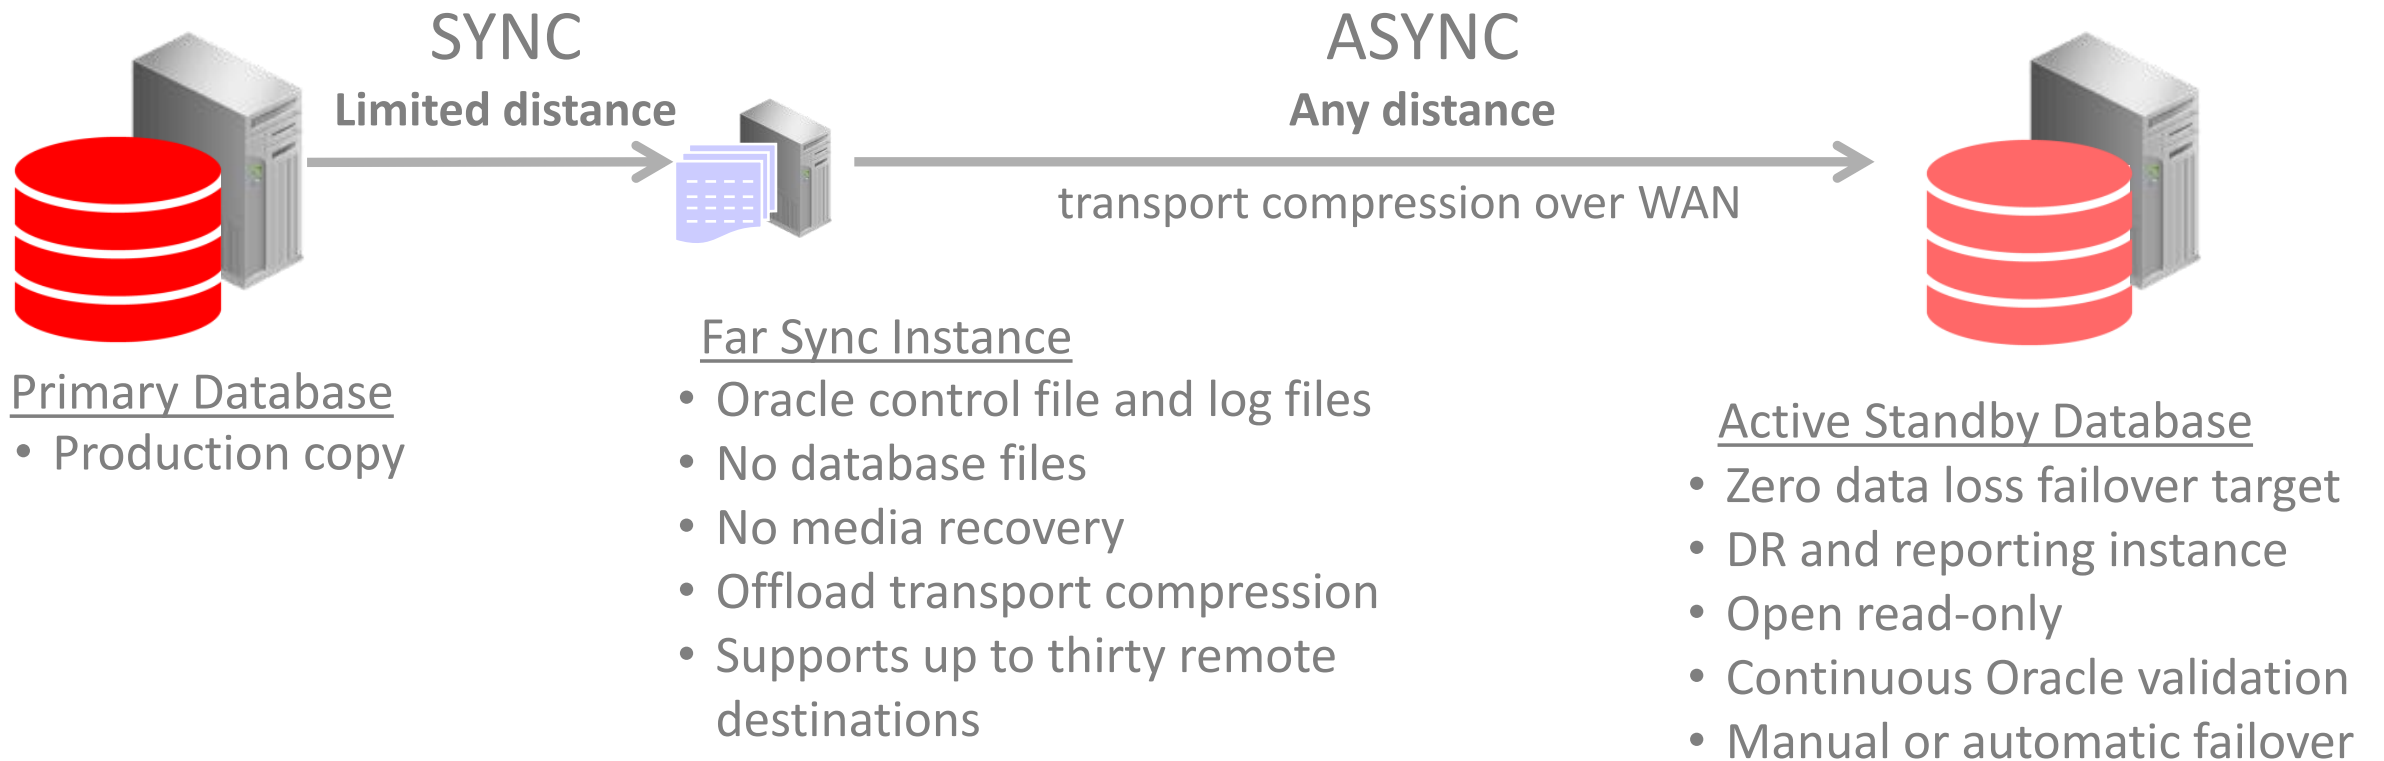 SYNC
Limited distance
ASYNC
Any distance
transport compression over WAN
Primary Database
• Production copy
Far Sync Instance
• Oracle control file and log files
• No database files
• No media recovery
• Offload transport compression
• Supports up to thirty remote
destinations
Active Standby Database
• Zero data loss failover target
• DR and reporting instance
• Open read-only
• Continuous Oracle validation
• Manual or automatic failover